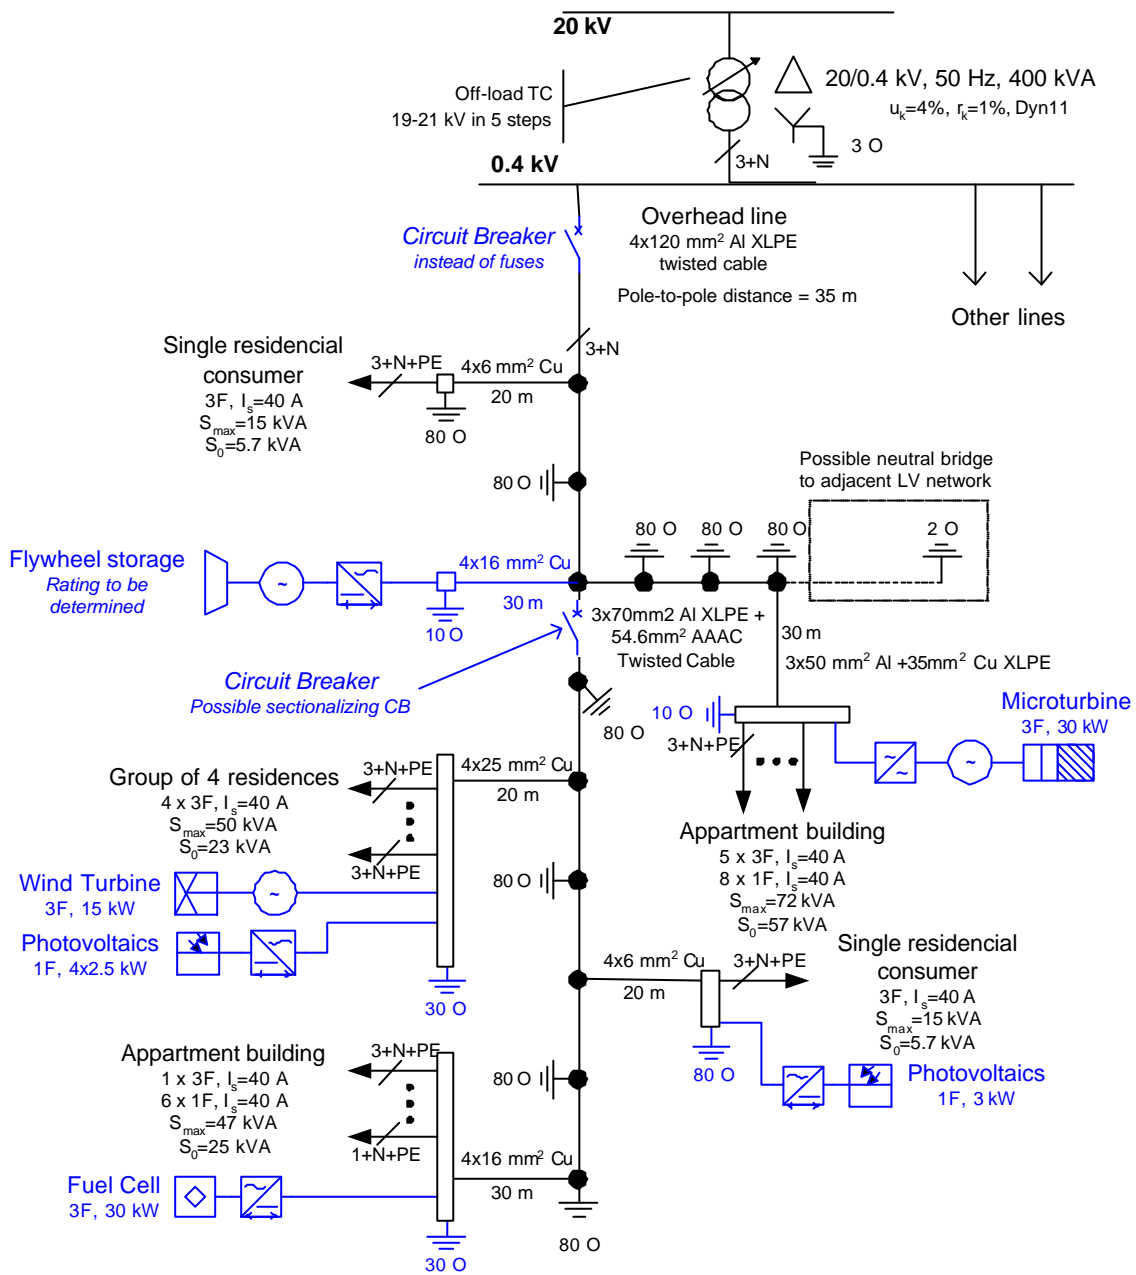 20 kV
Off-load TC
19-21 kV in 5 steps
20/0.4 kV, 50 Hz, 400 kVA
uk=4%, rk=1%, Dyn11
3 O
3+N
0.4 kV
Circuit Breaker
instead of fuses
Overhead line
4x120 mm² Al XLPE
twisted cable
Pole-to-pole distance = 35 m
Other lines
3+N
Single residencial
consumer
3F, Is=40 A
Smax=15 kVA
S0=5.7 kVA
3+N+PE
4x6 mm² Cu
20 m
80 O
80 O
Possible neutral bridge
to adjacent LV network
80 O
80 O
80 O
2 O
Flywheel storage
Rating to be
determined
4x16 mm² Cu
30 m
10 O
3x70mm2 Al XLPE +
54.6mm² AAAC
Twisted Cable
30 m
3x50 mm² Al +35mm² Cu XLPE
Circuit Breaker
Possible sectionalizing CB
80 O
10 O
3+N+PE
Microturbine
3F, 30 kW
Appartment building
5 x 3F, Is=40 A
8 x 1F, Is=40 A
Smax=72 kVA
S0=57 kVA
Group of 4 residences
4 x 3F, Is=40 A
Smax=50 kVA
S0=23 kVA
3+N+PE
3+N+PE
4x25 mm² Cu
20 m
Wind Turbine
3F, 15 kW
Photovoltaics
1F, 4x2.5 kW
30 O
80 O
4x6 mm² Cu
20 m
3+N+PE
Single residencial
consumer
3F, Is=40 A
Smax=15 kVA
S0=5.7 kVA
80 O
Photovoltaics
1F, 3 kW
80 O
Appartment building
1 x 3F, Is=40 A
6 x 1F, Is=40 A
Smax=47 kVA
S0=25 kVA
3+N+PE
1+N+PE
4x16 mm² Cu
30 m
Fuel Cell
3F, 30 kW
30 O
80 O